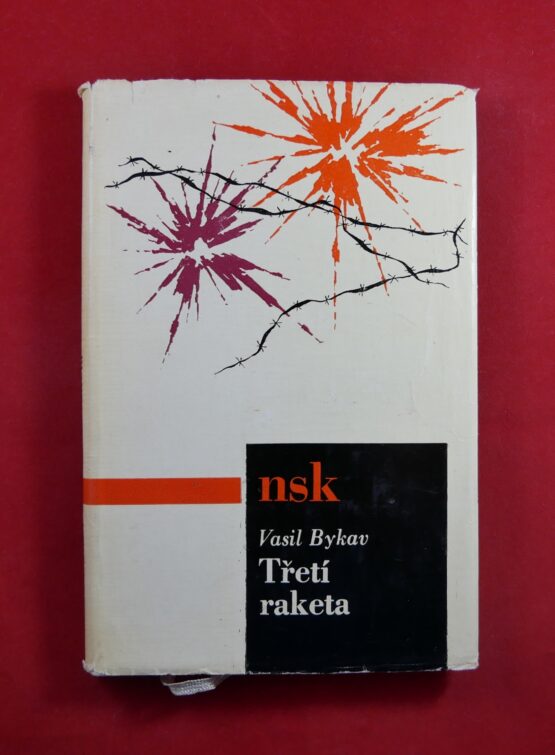 nsk
Vasil Bykav
Třetí
raketa